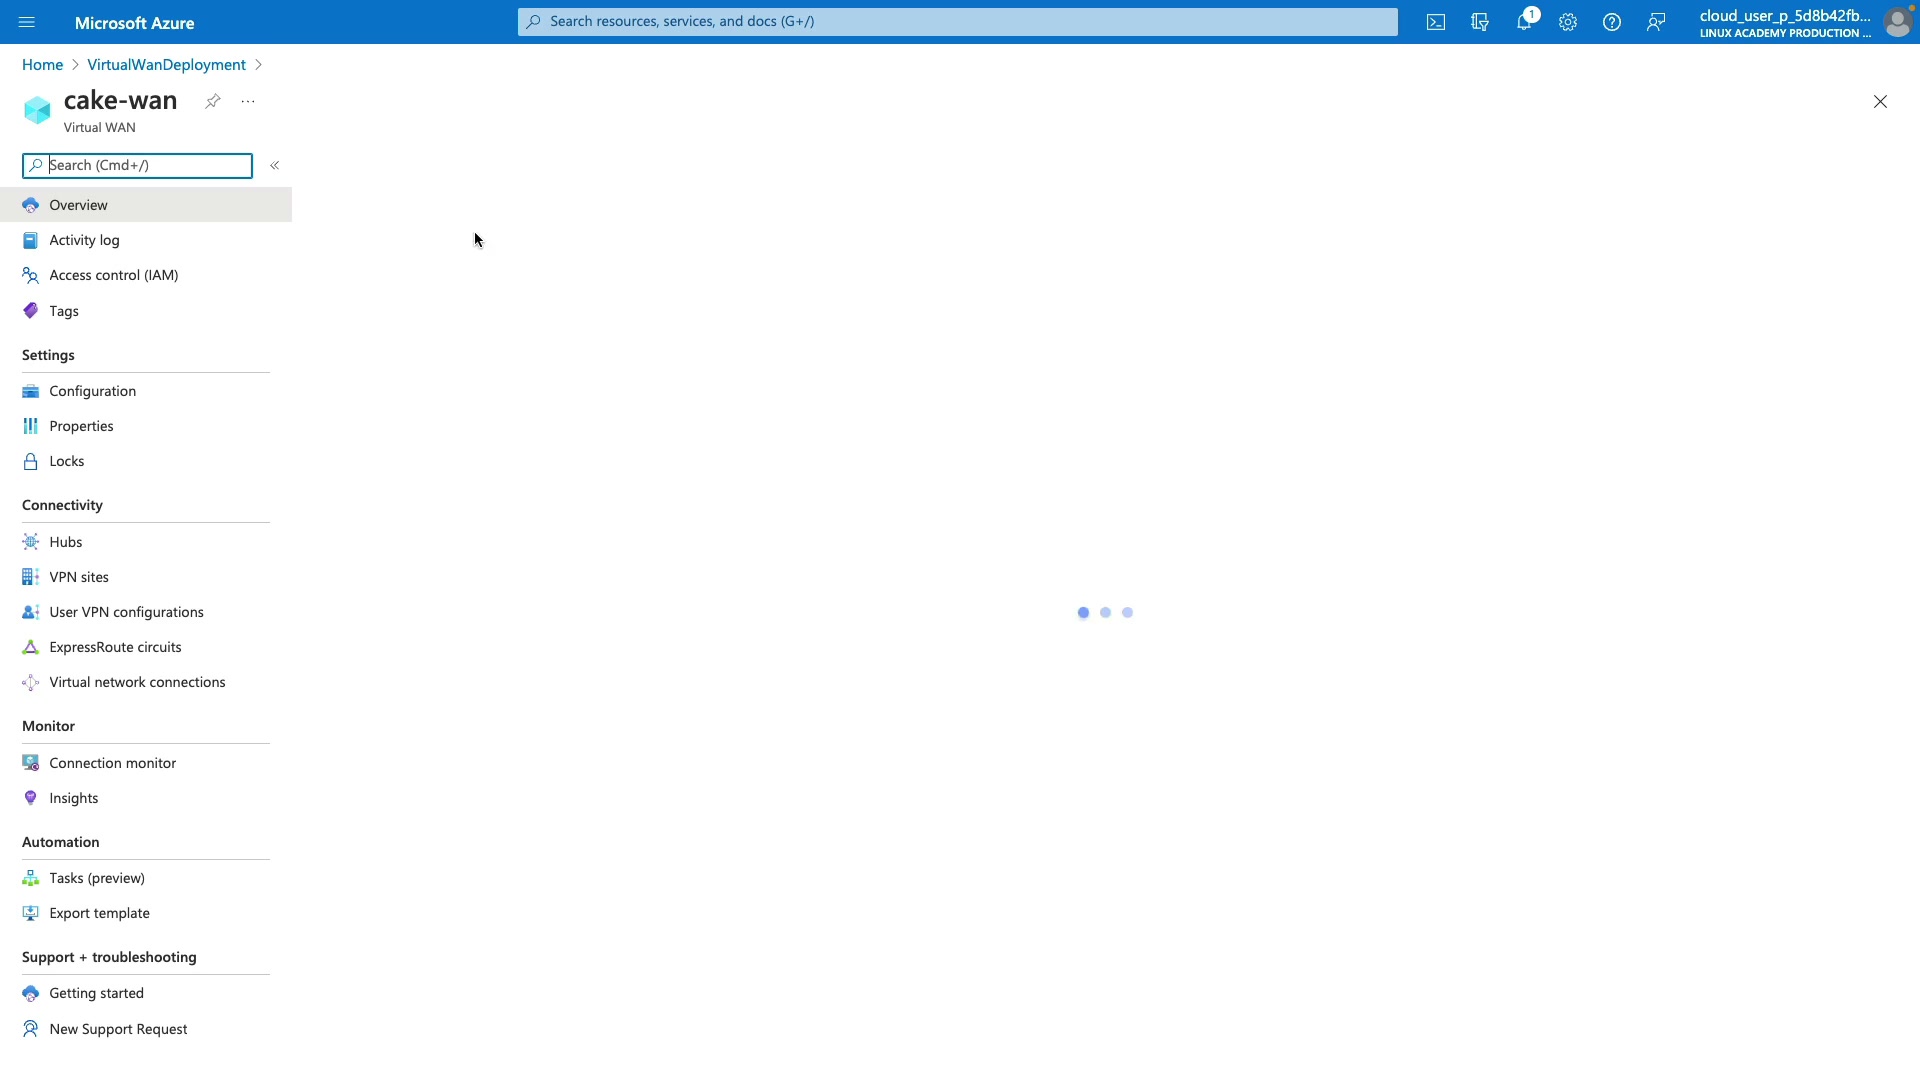 Microsoft Azure
Search resources, services, and docs (G+/)
1
cloud_user_p_5d8b42fb...
LINUX ACADEMY PRODUCTION ...
Home > VirtualWanDeployment >
cake-wan
...
Virtual WAN
Search (Cmd+/)
«
Overview
Activity log
Access control (IAM)
Tags
Settings
Configuration
Properties
Locks
Connectivity
Hubs
VPN sites
User VPN configurations
ExpressRoute circuits
Virtual network connections
Monitor
Connection monitor
Insights
Automation
Tasks (preview)
Export template
Support + troubleshooting
Getting started
New Support Request